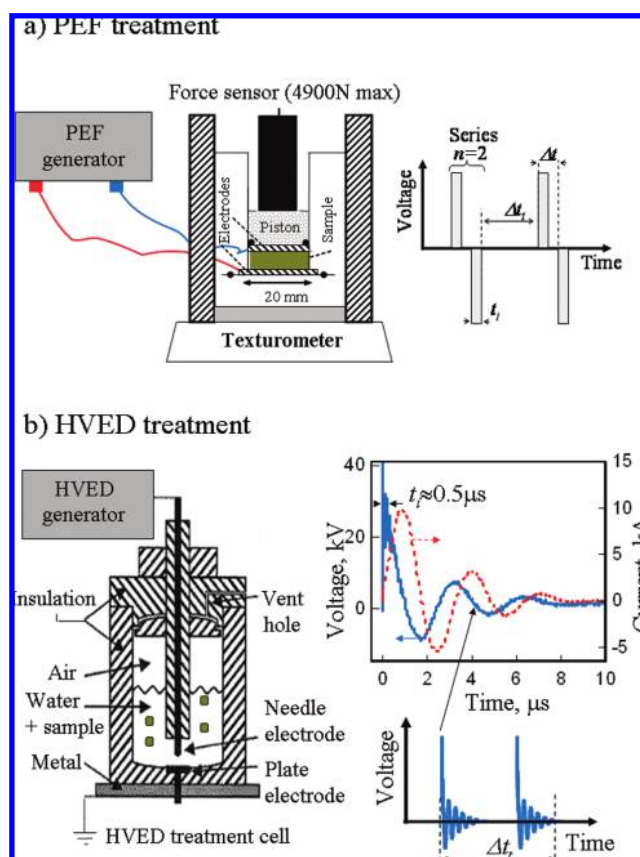 a) PEF treatment
Force sensor (4900N max)
PEF
generator
Electrodes
Piston
Sample
20 mm
Texturometer
Series
n=2
Δt
Voltage
Δtₜ
Time
tᵢ
b) HVED treatment
HVED
generator
Insulation
Vent
hole
Air
Water
+ sample
Needle
electrode
Metal
Plate
electrode
HVED treatment cell
40
20
0
Voltage, kV
tᵢ≈0.5µs
15
10
5
0
-5
0 2 4 6 8 10
Time, µs
Voltage
Time
Δtₜ